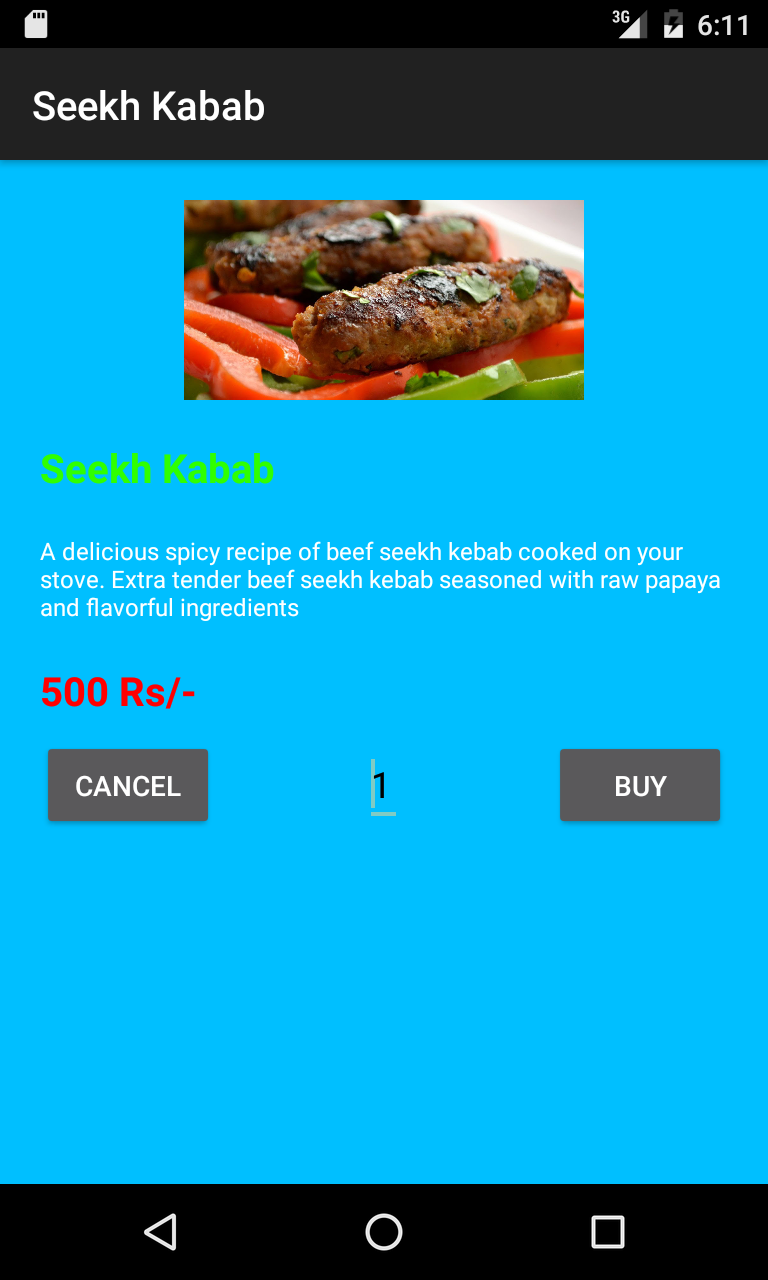 3G 6:11
Seekh Kabab
Seekh Kabab
A delicious spicy recipe of beef seekh kebab cooked on your
stove. Extra tender beef seekh kebab seasoned with raw papaya
and flavorful ingredients
500 Rs/-
CANCEL 1 BUY